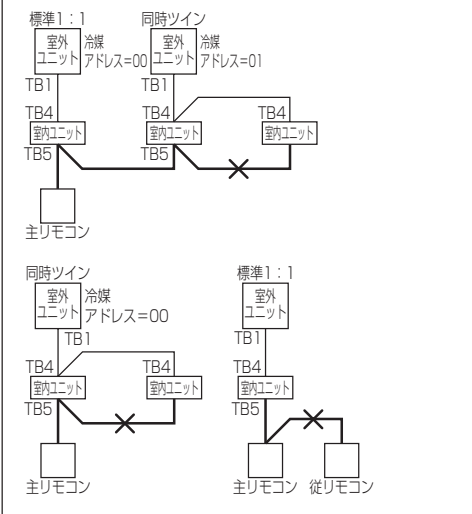 標準1：1
同時ツイン
室外
ユニット
冷媒
アドレス=00
室外
ユニット
冷媒
アドレス=01
TB1
TB1
TB4
TB4
TB4
室内ユニット
室内ユニット
室内ユニット
TB5
TB5
主リモコン
同時ツイン
標準1：1
室外
ユニット
冷媒
アドレス=00
室外
ユニット
TB1
TB1
TB4
TB4
TB4
室内ユニット
室内ユニット
室内ユニット
TB5
TB5
主リモコン
主リモコン
従リモコン